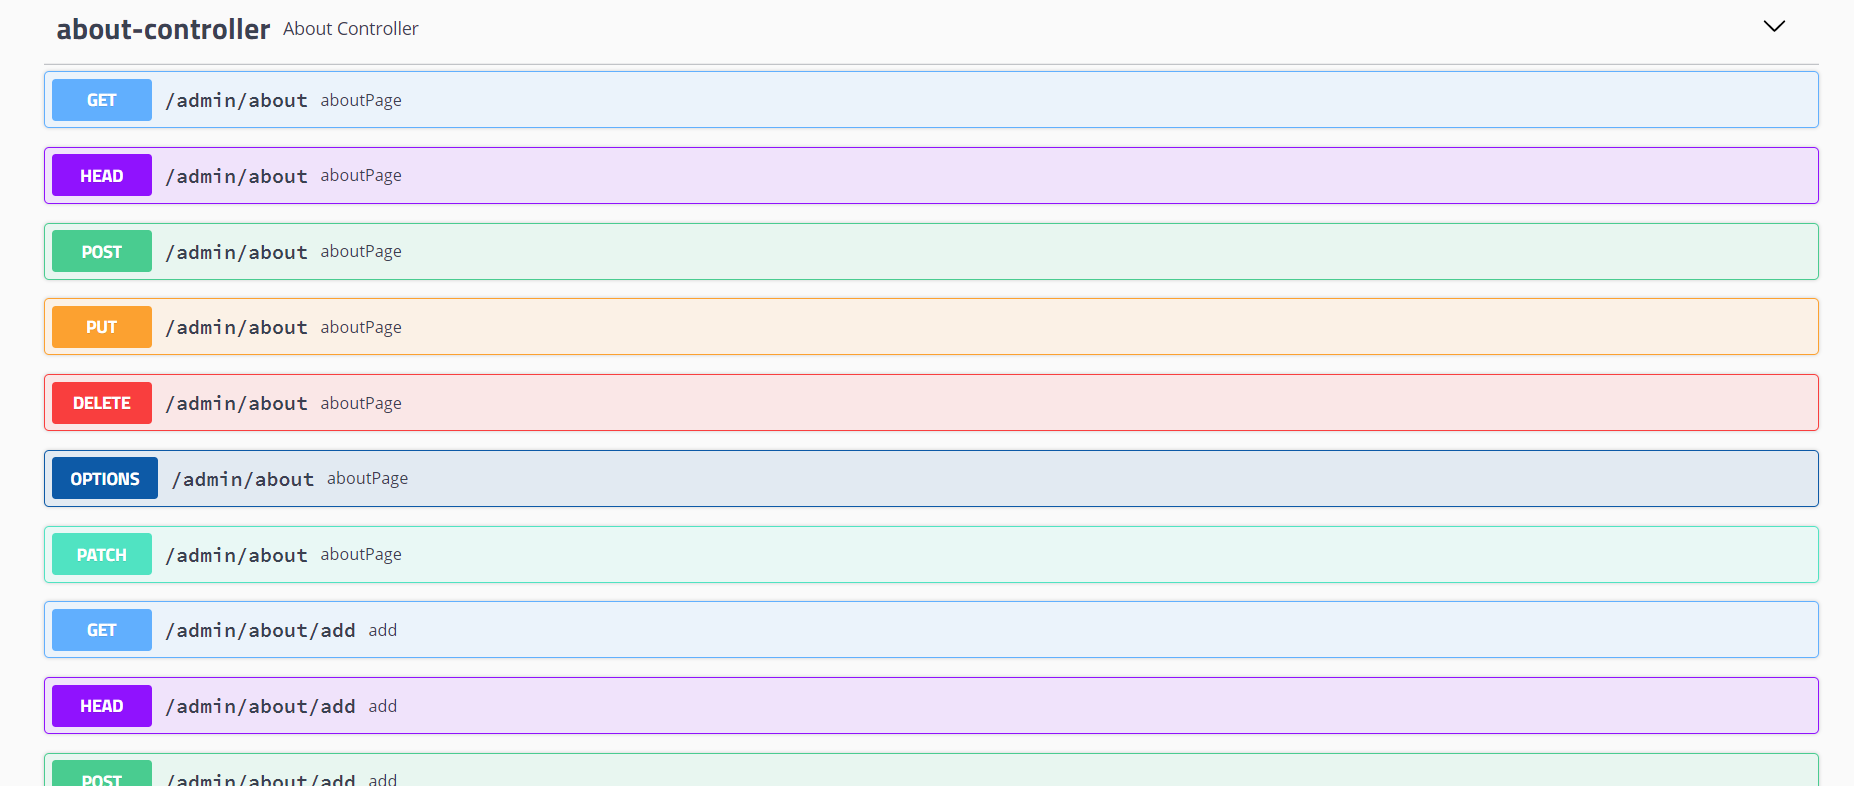 about-controller About Controller
GET /admin/about aboutPage
HEAD /admin/about aboutPage
POST /admin/about aboutPage
PUT /admin/about aboutPage
DELETE /admin/about aboutPage
OPTIONS /admin/about aboutPage
PATCH /admin/about aboutPage
GET /admin/about/add add
HEAD /admin/about/add add
POST /admin/about/add add